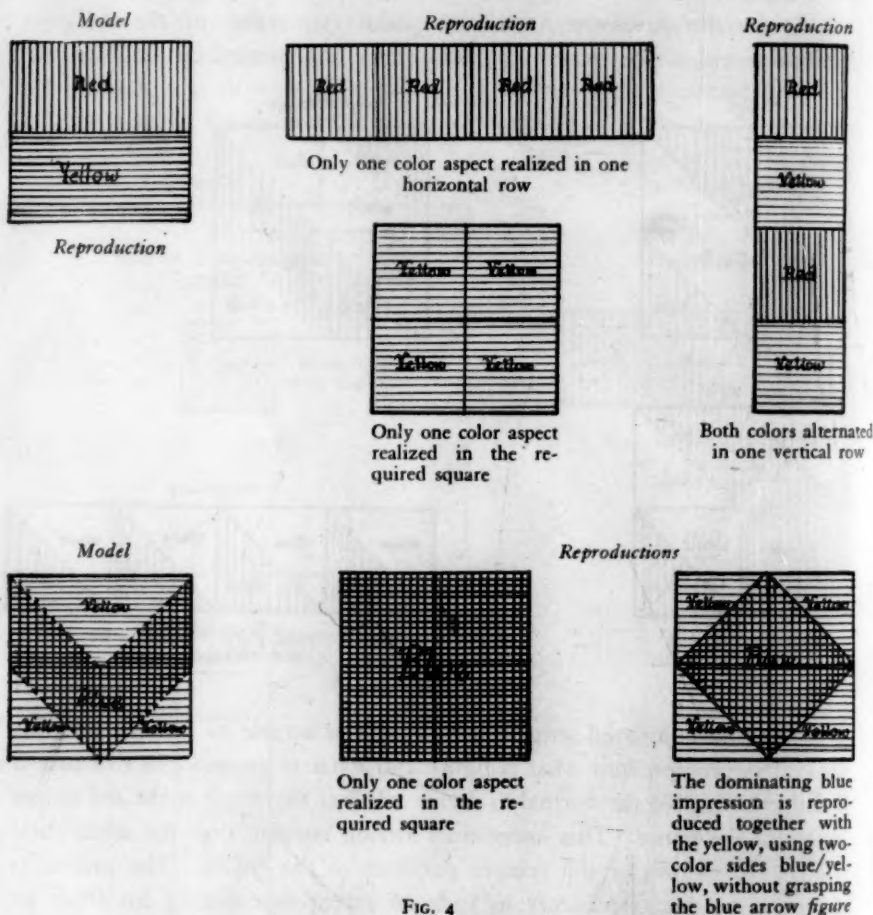 Model
Reproduction
Reproduction
Red
Red
Red
Red
Red
Red
Yellow
Only one color aspect realized in one
horizontal row
Yellow
Reproduction
Yellow
Yellow
Red
Yellow
Yellow
Yellow
Only one color aspect
realized in the re-
quired square
Both colors alternated
in one vertical row
Model
Reproductions
Yellow
Blue
Yellow
Yellow
Blue
Yellow
Yellow
Blue
Yellow
Yellow
Only one color aspect
realized in the re-
quired square
The dominating blue
impression is repro-
duced together with
the yellow, using two-
color sides blue/yel-
low, without grasping
the blue arrow figure
FIG. 4